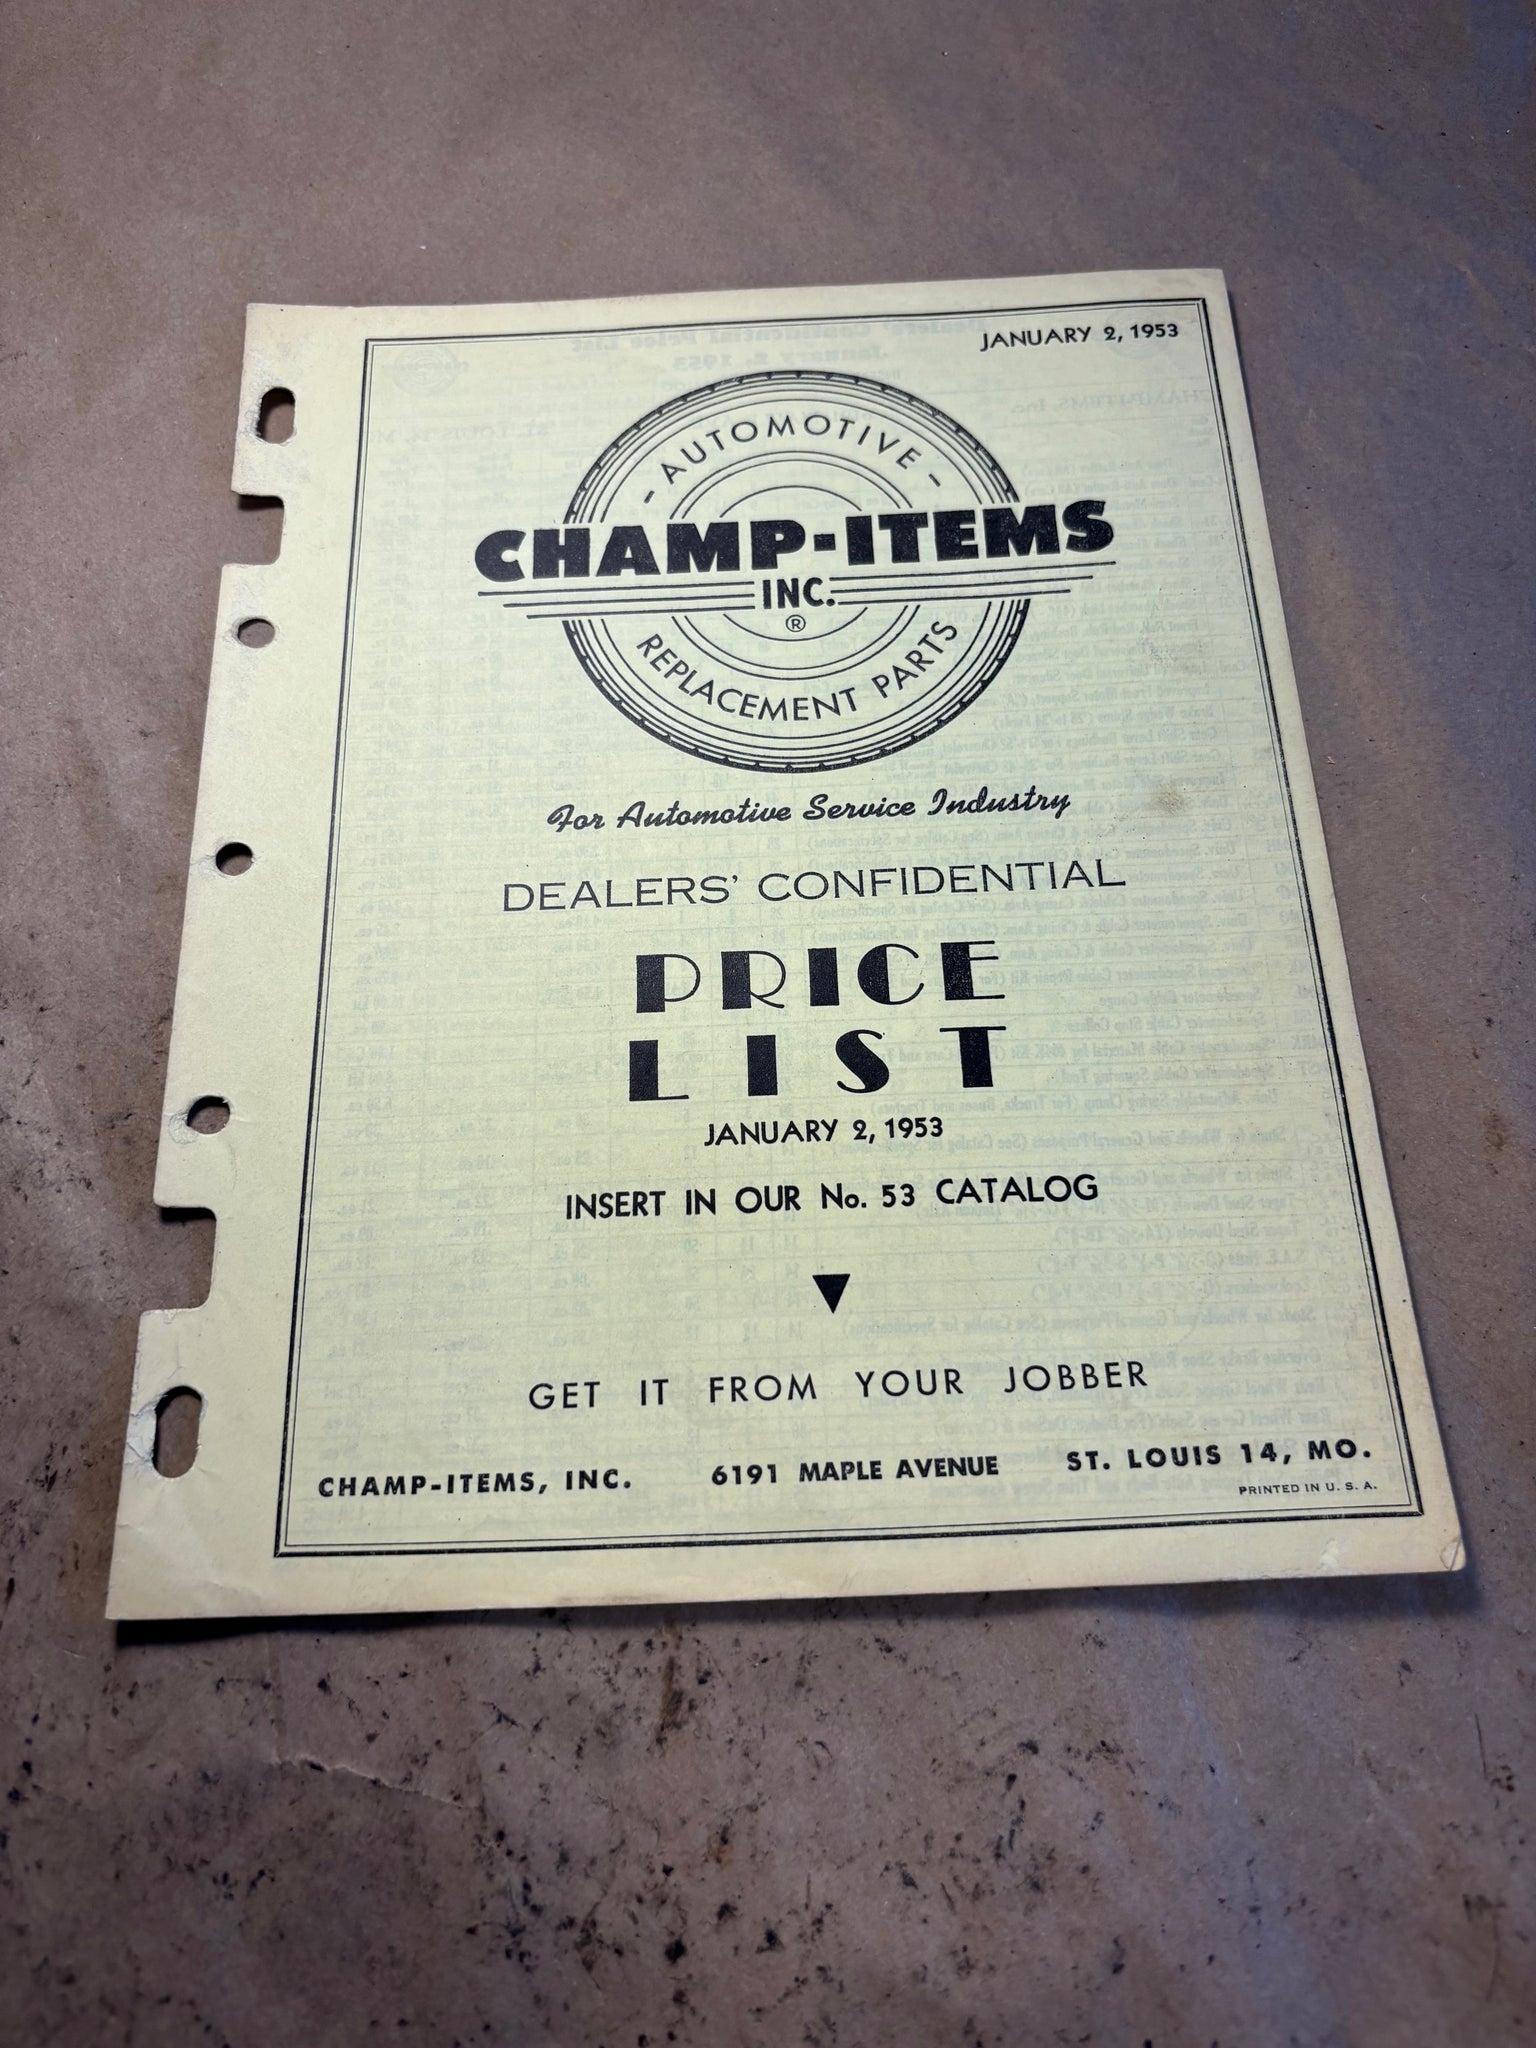 JANUARY 2, 1953
- AUTOMOTIVE -
CHAMP-ITEMS
INC.
®
REPLACEMENT PARTS
For Automotive Service Industry
DEALERS' CONFIDENTIAL
PRICE
LIST
JANUARY 2, 1953
INSERT IN OUR No. 53 CATALOG
GET IT FROM YOUR JOBBER
CHAMP-ITEMS, INC. 6191 MAPLE AVENUE ST. LOUIS 14, MO.
PRINTED IN U. S. A.